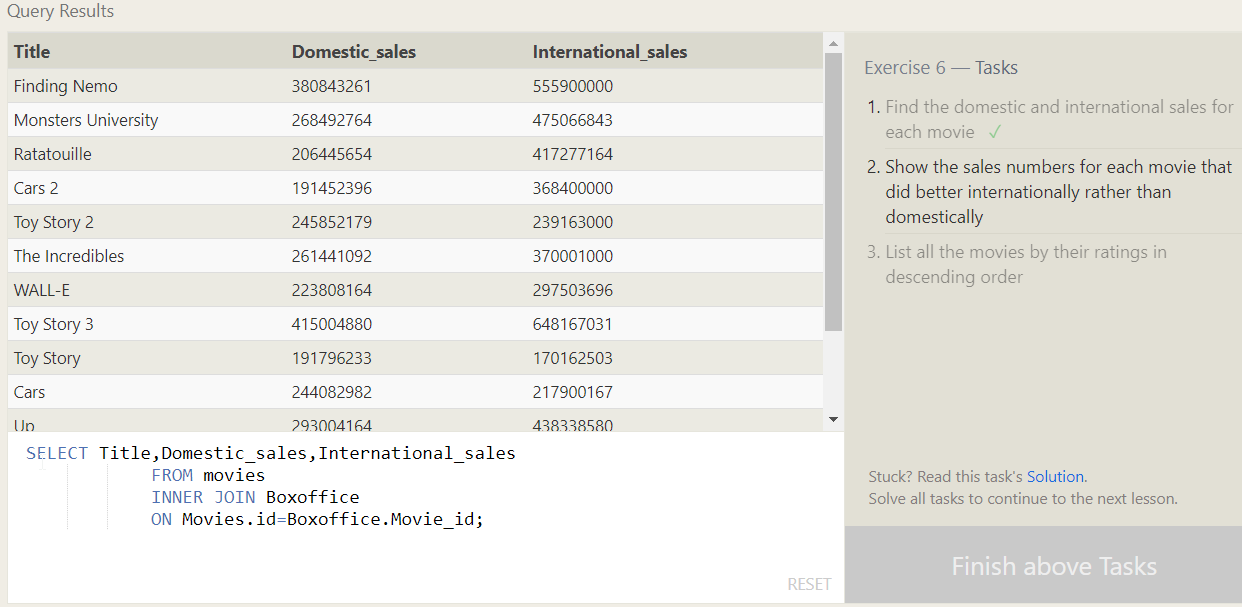 Query Results
Title Domestic_sales International_sales
Finding Nemo 380843261 555900000
Monsters University 268492764 475066843
Ratatouille 206445654 417277164
Cars 2 191452396 368400000
Toy Story 2 245852179 239163000
The Incredibles 261441092 370001000
WALL-E 223808164 297503696
Toy Story 3 415004880 648167031
Toy Story 191796233 170162503
Cars 244082982 217900167
Up 293004164 438338580
SELECT Title,Domestic_sales,International_sales
FROM movies
INNER JOIN Boxoffice
ON Movies.id=Boxoffice.Movie_id;
RESET
Exercise 6 — Tasks
1. Find the domestic and international sales for
each movie ✓
2. Show the sales numbers for each movie that
did better internationally rather than
domestically
3. List all the movies by their ratings in
descending order
Stuck? Read this task's Solution.
Solve all tasks to continue to the next lesson.
Finish above Tasks